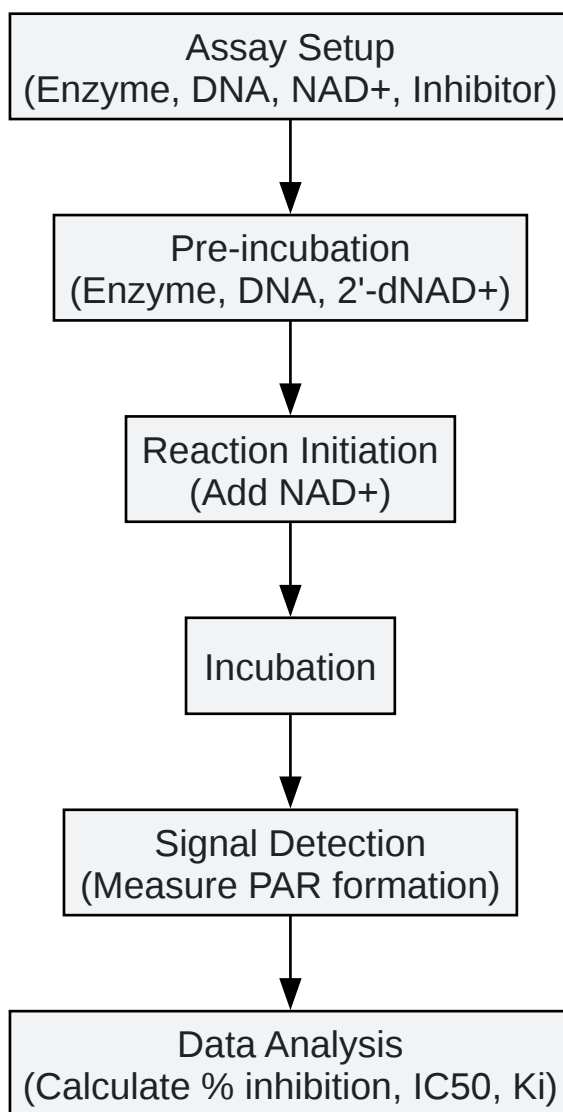 Assay Setup
(Enzyme, DNA, NAD+, Inhibitor)
Pre-incubation
(Enzyme, DNA, 2'-dNAD+)
Reaction Initiation
(Add NAD+)
Incubation
Signal Detection
(Measure PAR formation)
Data Analysis
(Calculate % inhibition, IC50, Ki)